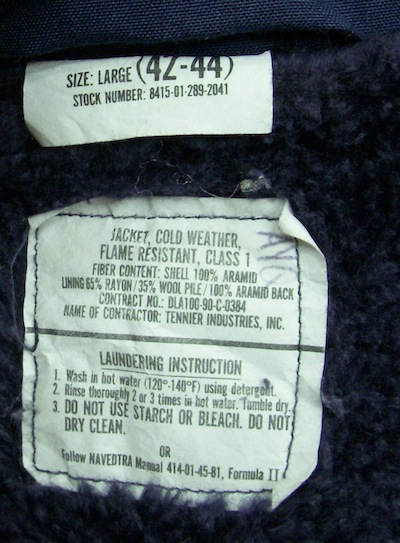 SIZE: LARGE (42-44)
STOCK NUMBER: 8415-01-289-2041
JACKET, COLD WEATHER,
FLAME RESISTANT, CLASS 1
FIBER CONTENT: SHELL 100% ARAMID
LINING 65% RAYON/35% WOOL PILE/100% ARAMID BACK
CONTRACT NO.: DLA100-90-C-0384
NAME OF CONTRACTOR: TENNIER INDUSTRIES, INC.
LAUNDERING INSTRUCTION
1. Wash in hot water (120°-140°F) using detergent.
2. Rinse thoroughly 2 or 3 times in hot water. Tumble dry.
3. DO NOT USE STARCH OR BLEACH. DO NOT
DRY CLEAN.
OR
Follow NAVEDTRA Manual 414-01-45-81, Formula II